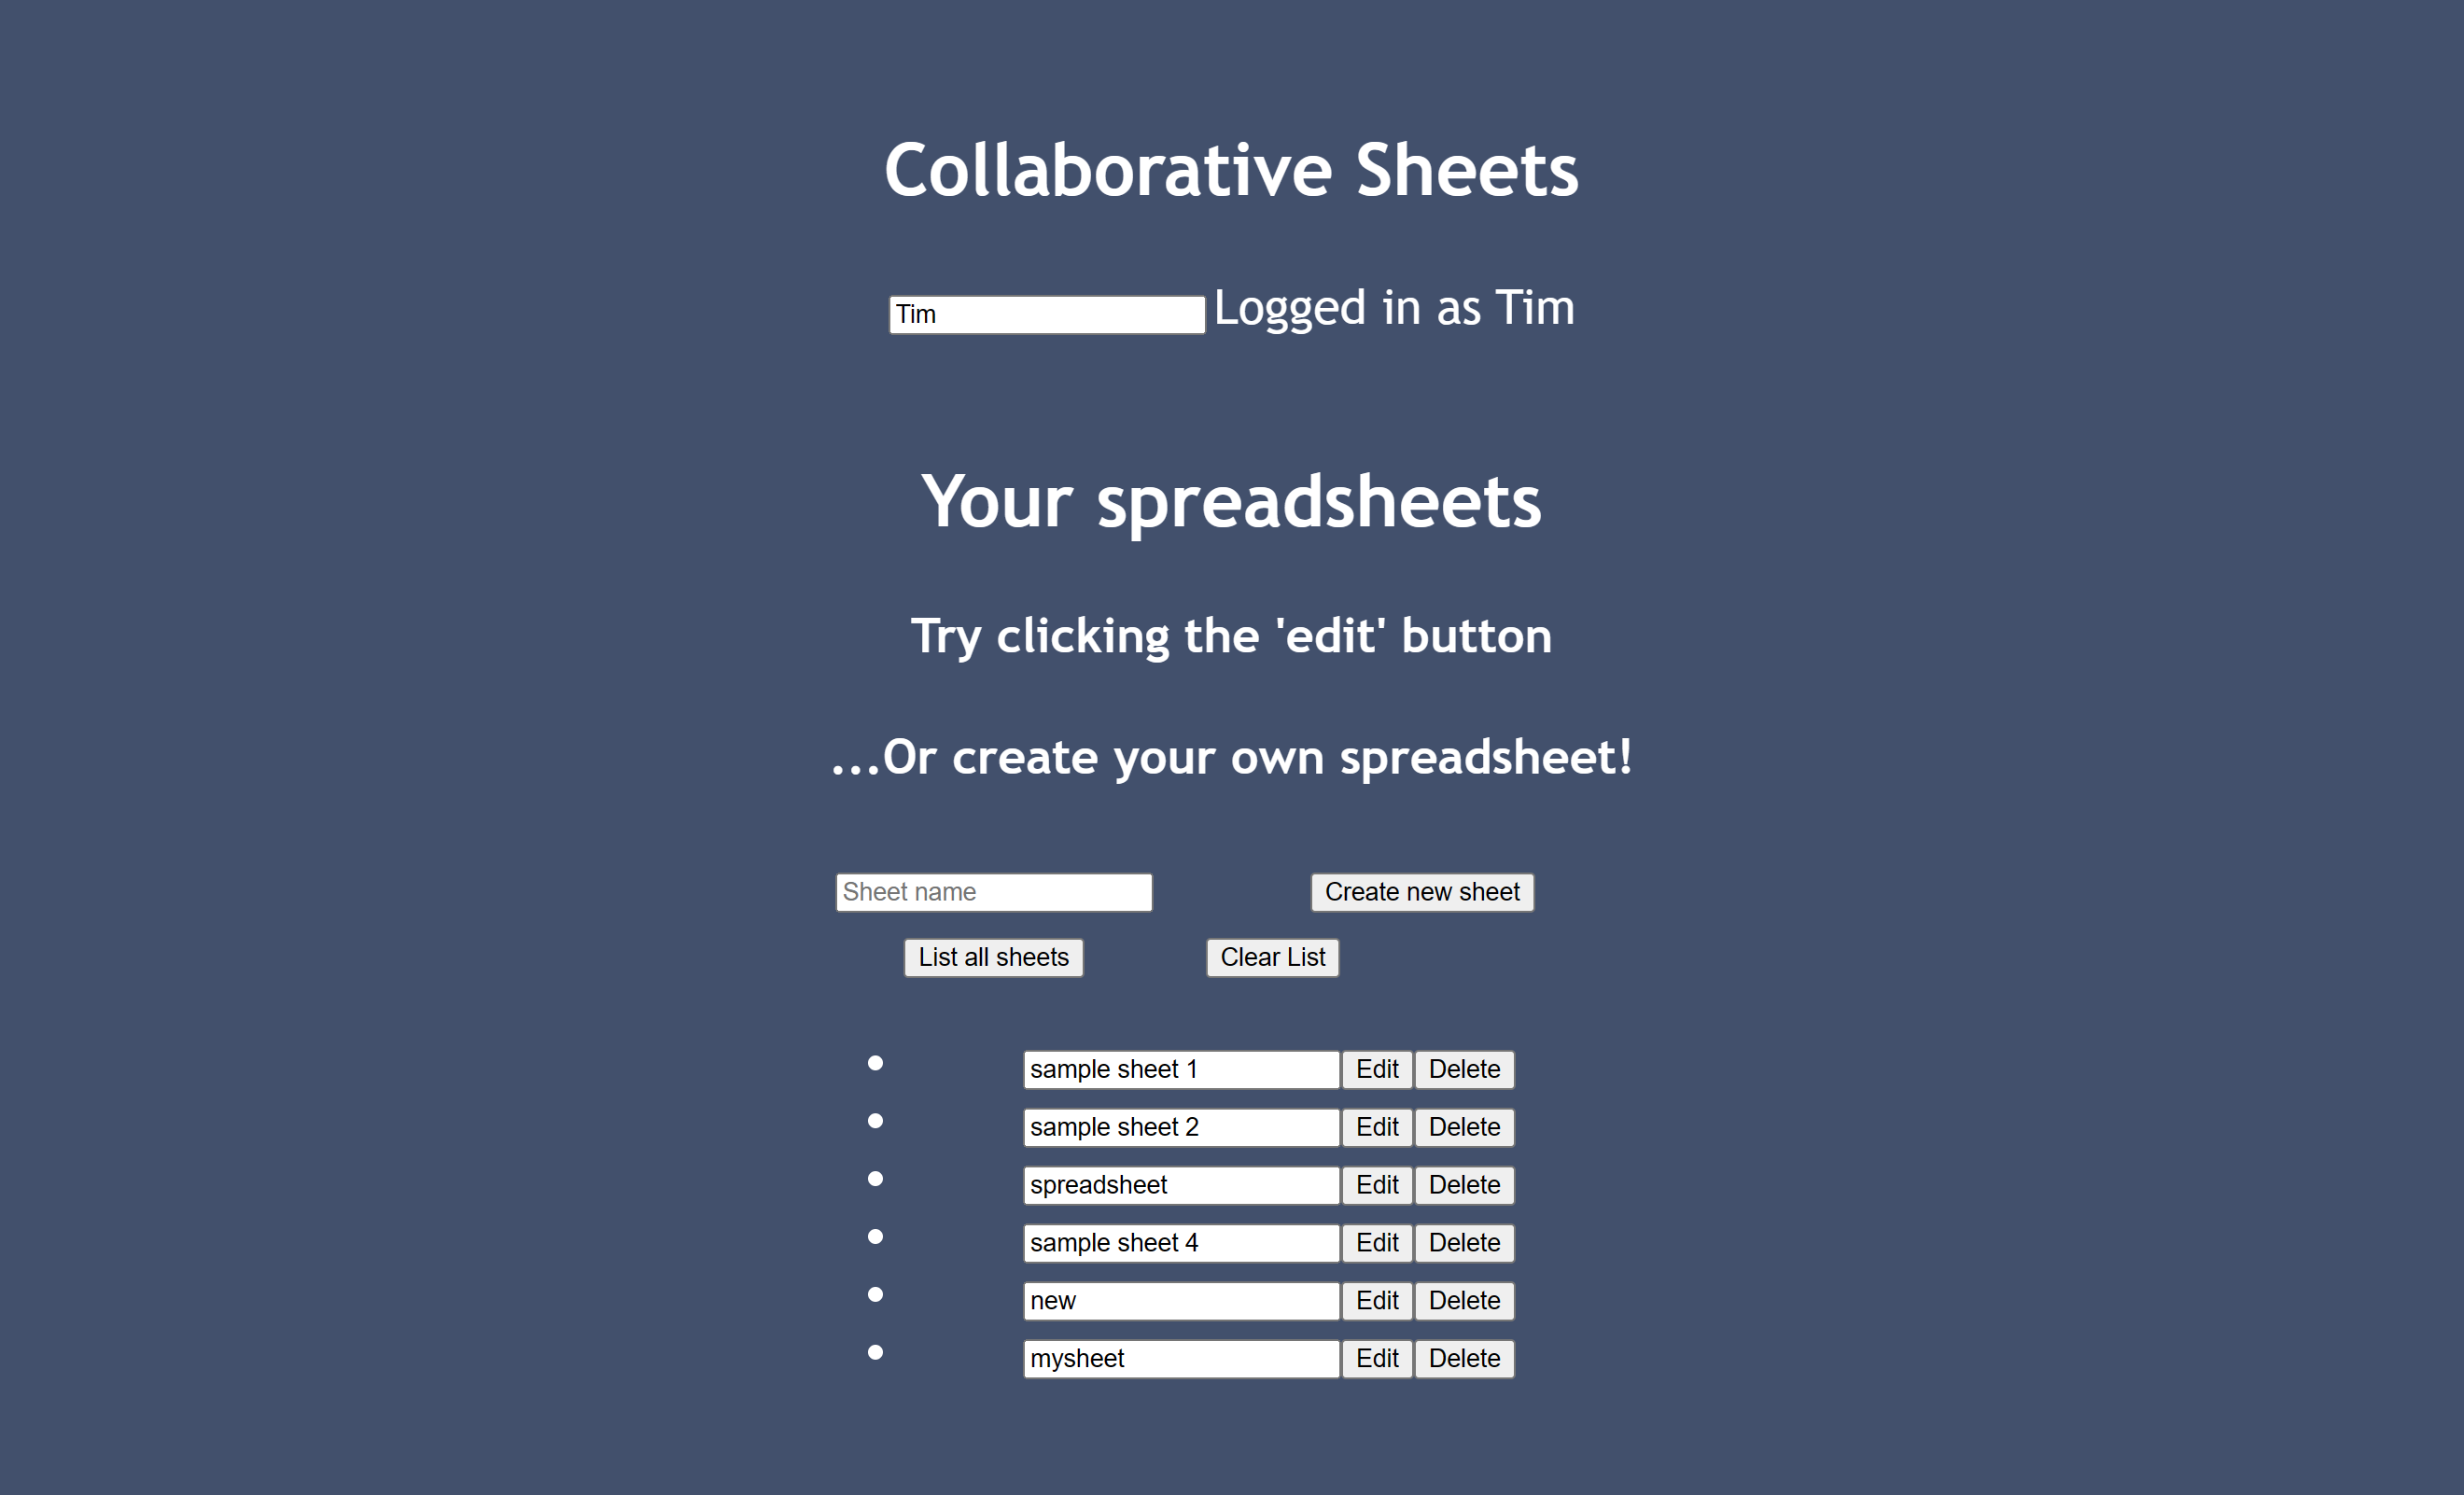 Collaborative Sheets
Tim Logged in as Tim
Your spreadsheets
Try clicking the 'edit' button
...Or create your own spreadsheet!
Sheet name Create new sheet
List all sheets Clear List
sample sheet 1 Edit Delete
sample sheet 2 Edit Delete
spreadsheet Edit Delete
sample sheet 4 Edit Delete
new Edit Delete
mysheet Edit Delete